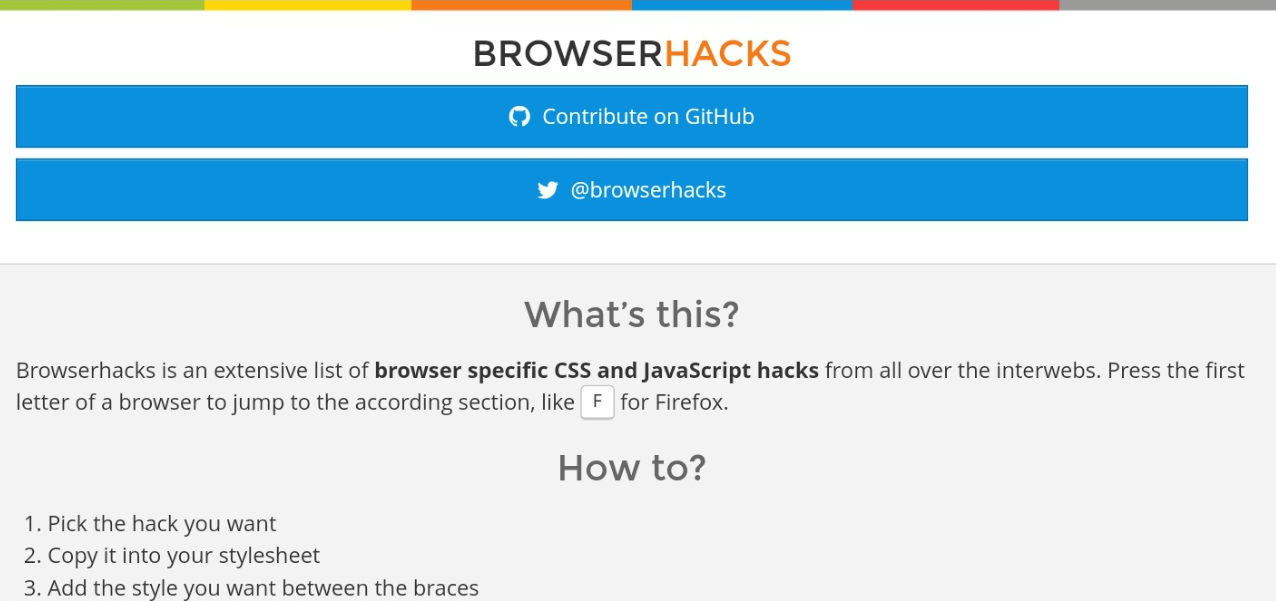 BROWSERHACKS
Contribute on GitHub
@browserhacks
What’s this?
Browserhacks is an extensive list of browser specific CSS and JavaScript hacks from all over the interwebs. Press the first
letter of a browser to jump to the according section, like F for Firefox.
How to?
1. Pick the hack you want
2. Copy it into your stylesheet
3. Add the style you want between the braces